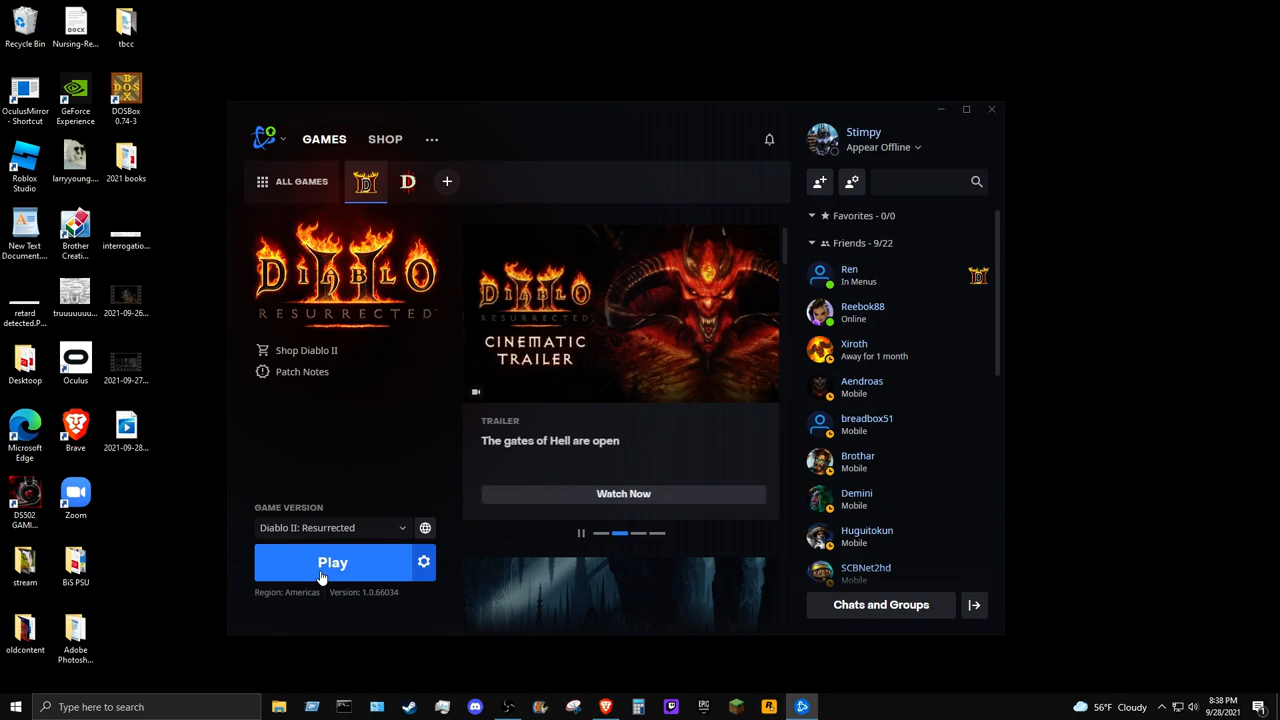 Recycle Bin
Nursing-Re...
tbcc
OculusMirror
- Shortcut
GeForce
Experience
DOSBox
0.74-3
Roblox
Studio
larryyoung....
2021 books
New Text
Document....
Brother
Creati...
interrogatio...
retard
detected.P...
truuuuuuu...
2021-09-26...
Desktoop
Oculus
2021-09-27...
Microsoft
Edge
Brave
2021-09-28...
DS502
GAMI...
Zoom
stream
BiS PSU
oldcontent
Adobe
Photosh...
GAMES
SHOP
ALL GAMES
DIABLO
II
RESURRECTED
Shop Diablo II
Patch Notes
DIABLO
II
RESURRECTED
CINEMATIC
TRAILER
TRAILER
The gates of Hell are open
Watch Now
GAME VERSION
Diablo II: Resurrected
Play
Region: Americas | Version: 1.0.66034
Stimpy
Appear Offline
Favorites - 0/0
Friends - 9/22
Ren
In Menus
Reebok88
Online
Xiroth
Away for 1 month
Aendroas
Mobile
breadbox51
Mobile
Brothar
Mobile
Demini
Mobile
Huguitokun
Mobile
SCBNet2hd
Mobile
Chats and Groups
Type here to search
56°F Cloudy
8:38 PM
9/28/2021